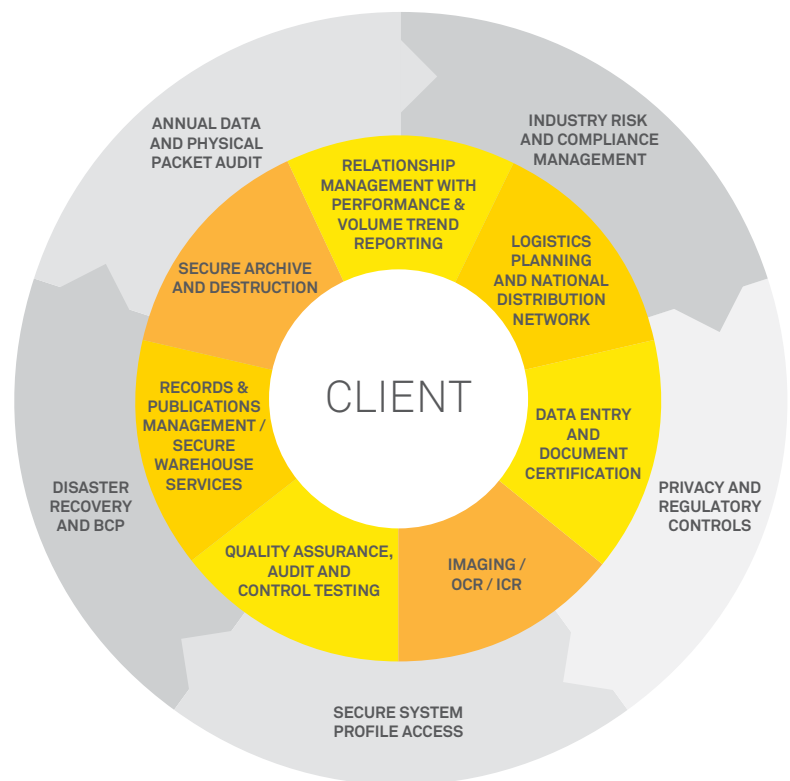 ANNUAL DATA
AND PHYSICAL
PACKET AUDIT
INDUSTRY RISK
AND COMPLIANCE
MANAGEMENT
PRIVACY AND
REGULATORY
CONTROLS
SECURE SYSTEM
PROFILE ACCESS
DISASTER
RECOVERY
AND BCP
RELATIONSHIP
MANAGEMENT WITH
PERFORMANCE &
VOLUME TREND
REPORTING
LOGISTICS
PLANNING
AND NATIONAL
DISTRIBUTION
NETWORK
DATA ENTRY
AND
DOCUMENT
CERTIFICATION
IMAGING /
OCR / ICR
QUALITY ASSURANCE,
AUDIT AND
CONTROL TESTING
RECORDS &
PUBLICATIONS
MANAGEMENT /
SECURE
WAREHOUSE
SERVICES
SECURE ARCHIVE
AND DESTRUCTION
CLIENT